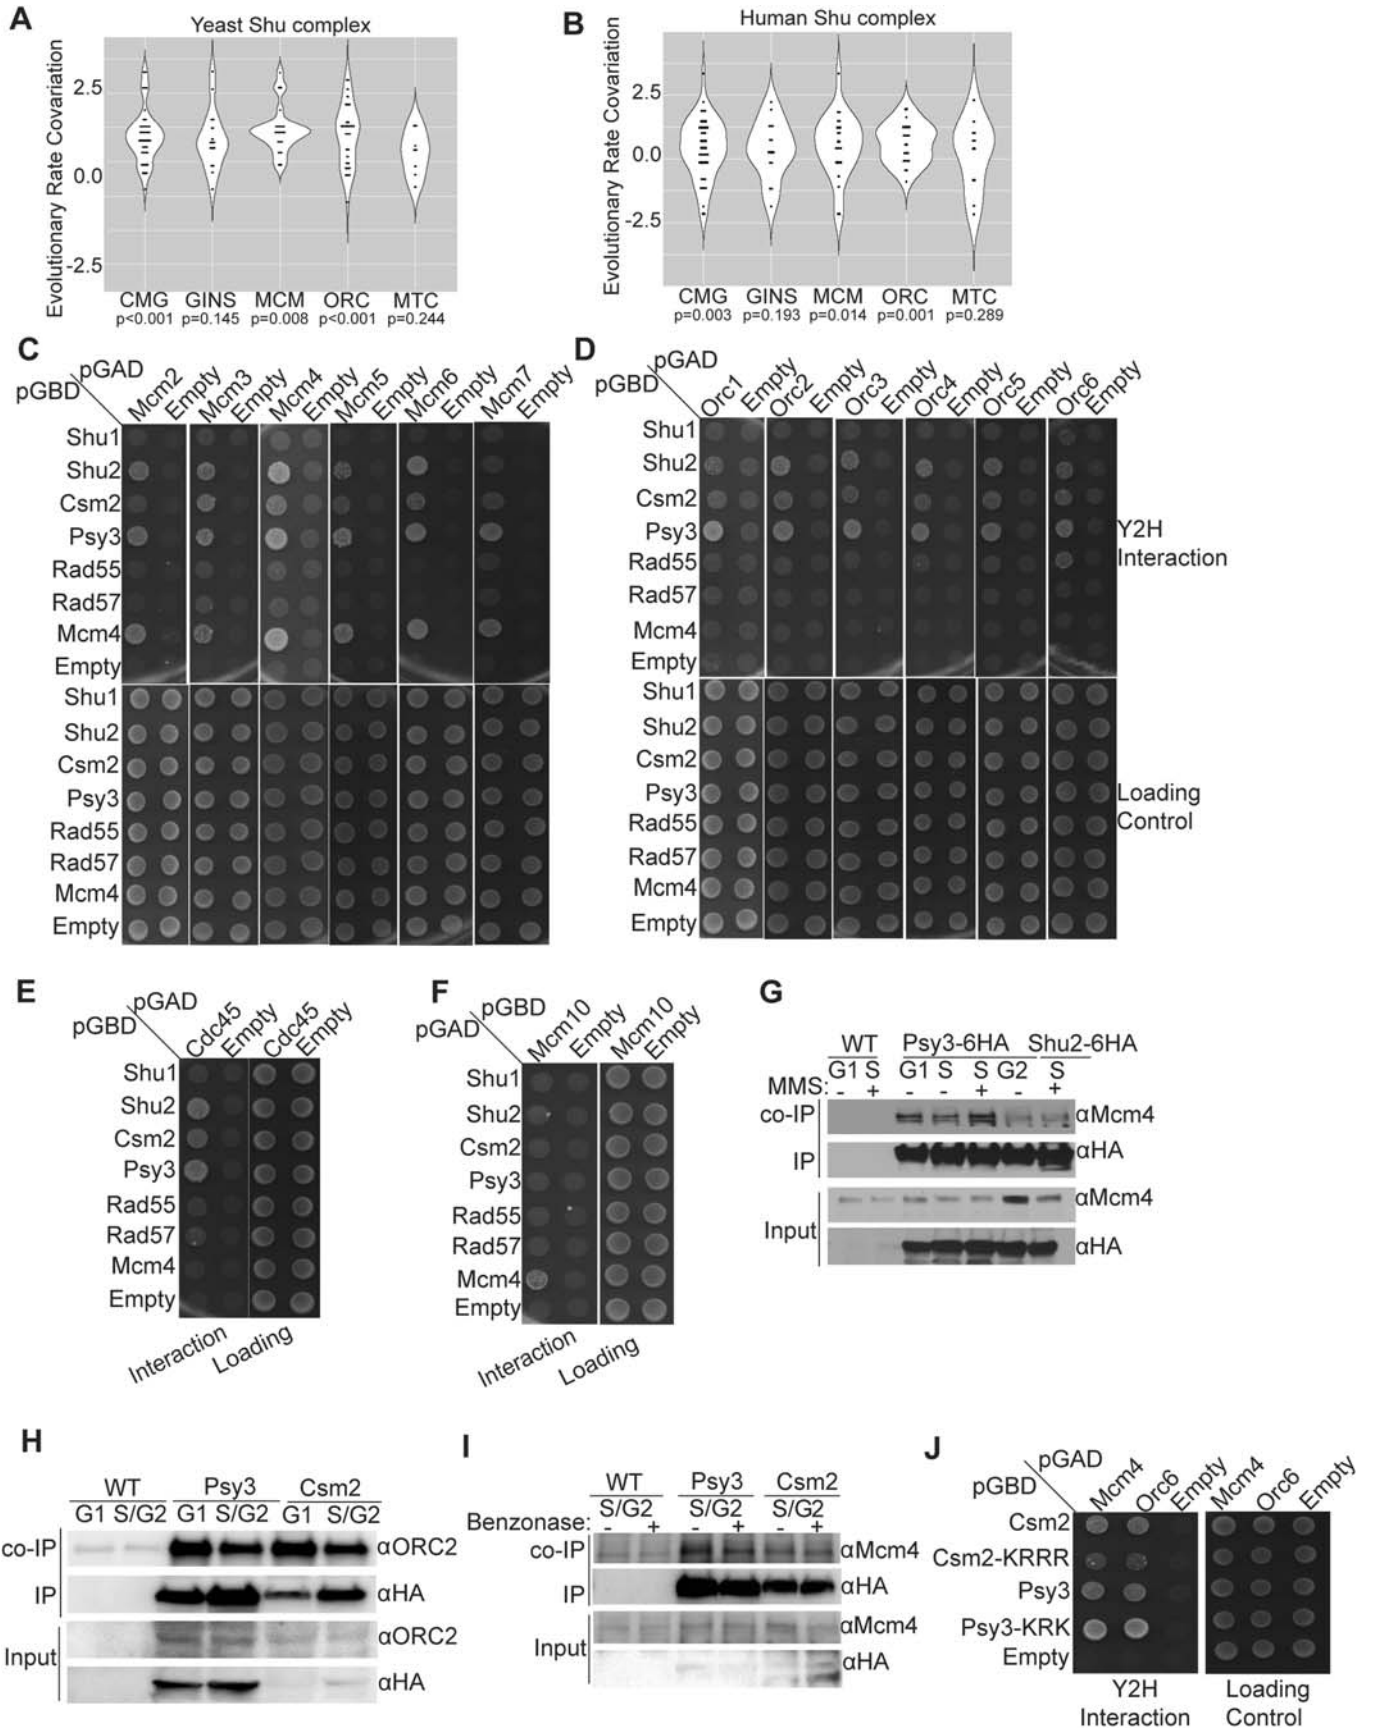 A
Yeast Shu complex
Evolutionary Rate Covariation
2.5
0.0
-2.5
CMG GINS MCM ORC MTC
p<0.001 p=0.145 p=0.008 p<0.001 p=0.244
B
Human Shu complex
Evolutionary Rate Covariation
2.5
0.0
-2.5
CMG GINS MCM ORC MTC
p=0.003 p=0.193 p=0.014 p=0.001 p=0.289
C
pGAD
pGBD
Mcm2 Empty Mcm3 Empty Mcm4 Empty Mcm5 Empty Mcm6 Empty Mcm7 Empty
Shu1
Shu2
Csm2
Psy3
Rad55
Rad57
Mcm4
Empty
Shu1
Shu2
Csm2
Psy3
Rad55
Rad57
Mcm4
Empty
D
pGAD
pGBD
Orc1 Empty Orc2 Empty Orc3 Empty Orc4 Empty Orc5 Empty Orc6 Empty
Shu1
Shu2
Csm2
Psy3
Rad55
Rad57
Mcm4
Empty
Y2H
Interaction
Shu1
Shu2
Csm2
Psy3
Rad55
Rad57
Mcm4
Empty
Loading
Control
E
pGAD
pGBD
Cdc45 Empty Cdc45 Empty
Shu1
Shu2
Csm2
Psy3
Rad55
Rad57
Mcm4
Empty
Interaction Loading
F
pGBD
pGAD
Mcm10 Empty Mcm10 Empty
Shu1
Shu2
Csm2
Psy3
Rad55
Rad57
Mcm4
Empty
Interaction Loading
G
WT Psy3-6HA Shu2-6HA
G1 S G1 S S G2 S
MMS: - + - - + - +
co-IP αMcm4
IP αHA
Input αMcm4
αHA
H
WT Psy3 Csm2
G1 S/G2 G1 S/G2 G1 S/G2
co-IP αORC2
IP αHA
Input αORC2
αHA
I
WT Psy3 Csm2
S/G2 S/G2 S/G2
Benzonase: - + - + - +
co-IP αMcm4
IP αHA
Input αMcm4
αHA
J
pGAD
pGBD
Mcm4 Orc6 Empty Mcm4 Orc6 Empty
Csm2
Csm2-KRRR
Psy3
Psy3-KRK
Empty
Y2H
Interaction
Loading
Control